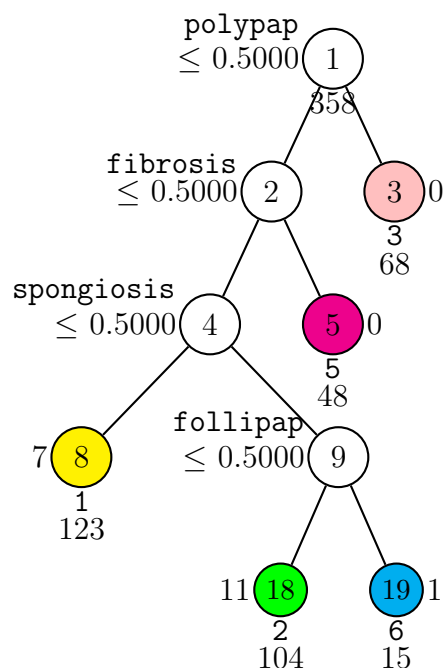 polypap
≤ 0.5000 1
358
fibrosis
≤ 0.5000 2
3 0
3
68
spongiosis
≤ 0.5000 4
5 0
5
48
7 8
1
123
follipap
≤ 0.5000 9
11 18
2
104
19 1
6
15